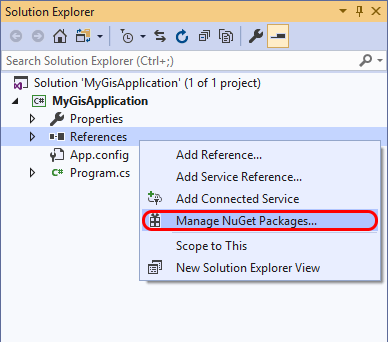 Solution Explorer
Search Solution Explorer (Ctrl+;)
Solution 'MyGisApplication' (1 of 1 project)
C# MyGisApplication
Properties
References
App.config
C# Program.cs
Add Reference...
Add Service Reference...
Add Connected Service
Manage NuGet Packages...
Scope to This
New Solution Explorer View